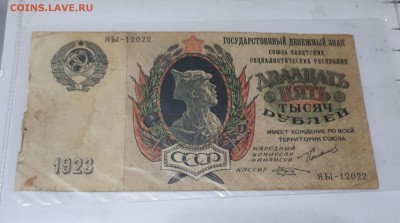 COINS.SU.RU
ЯЫ-12022
ГОСУДАРСТВЕННЫЙ ДЕНЕЖНЫЙ ЗНАК
СОЮЗА СОВЕТСКИХ
СОЦИАЛИСТИЧЕСКИХ РЕСПУБЛИК
ДВАДЦАТЬ
ПЯТЬ
ТЫСЯЧ
РУБЛЕЙ
ИМЕЕТ ХОЖДЕНИЕ ПО ВСЕЙ
ТЕРРИТОРИИ СОЮЗА
НАРОДНЫЙ
КОМИССАР
ФИНАНСОВ
КАССИР
1923
СССР
ЯЫ-12022